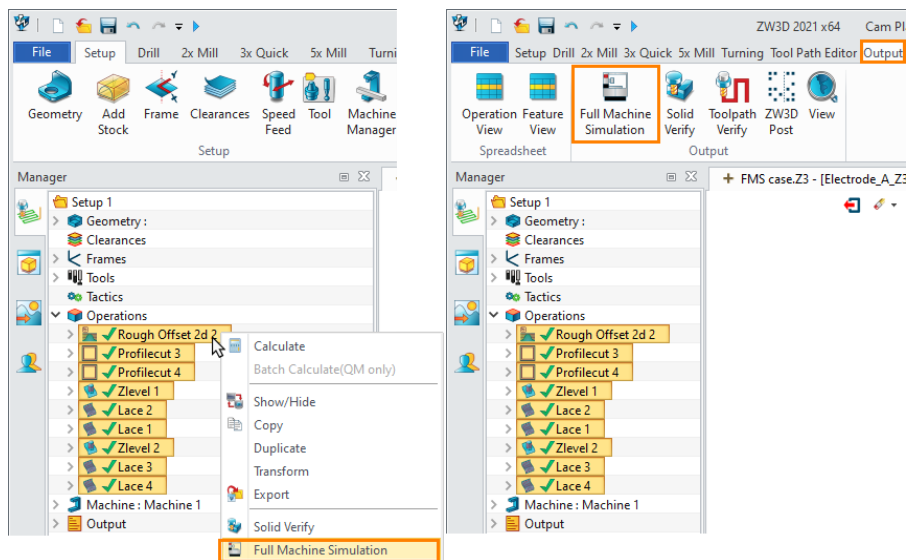 File Setup Drill 2x Mill 3x Quick 5x Mill Turni
Geometry Add Stock Frame Clearances Speed Feed Tool Machine Manager
Setup
Manager
Setup 1
Geometry :
Clearances
Frames
Tools
Tactics
Operations
Rough Offset 2d 2
Profilecut 3
Profilecut 4
Zlevel 1
Lace 2
Lace 1
Zlevel 2
Lace 3
Lace 4
Machine : Machine 1
Output
Calculate
Batch Calculate(QM only)
Show/Hide
Copy
Duplicate
Transform
Export
Solid Verify
Full Machine Simulation
ZW3D 2021 x64 Cam Pl
File Setup Drill 2x Mill 3x Quick 5x Mill Turning Tool Path Editor Output
Operation View Feature View Full Machine Simulation Solid Verify Toolpath Verify ZW3D Post View
Spreadsheet Output
Manager
FMS case.Z3 - [Electrode_A_Z3
Setup 1
Geometry :
Clearances
Frames
Tools
Tactics
Operations
Rough Offset 2d 2
Profilecut 3
Profilecut 4
Zlevel 1
Lace 2
Lace 1
Zlevel 2
Lace 3
Lace 4
Machine : Machine 1
Output